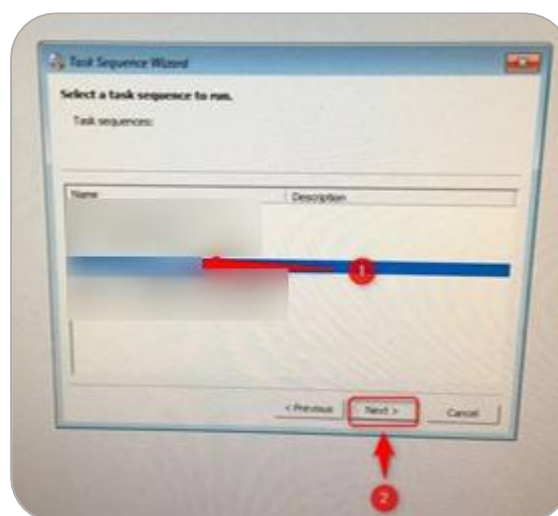 Task Sequence Wizard
Select a task sequence to run.
Task sequences:
Name Description
1
< Previous Next > Cancel
2